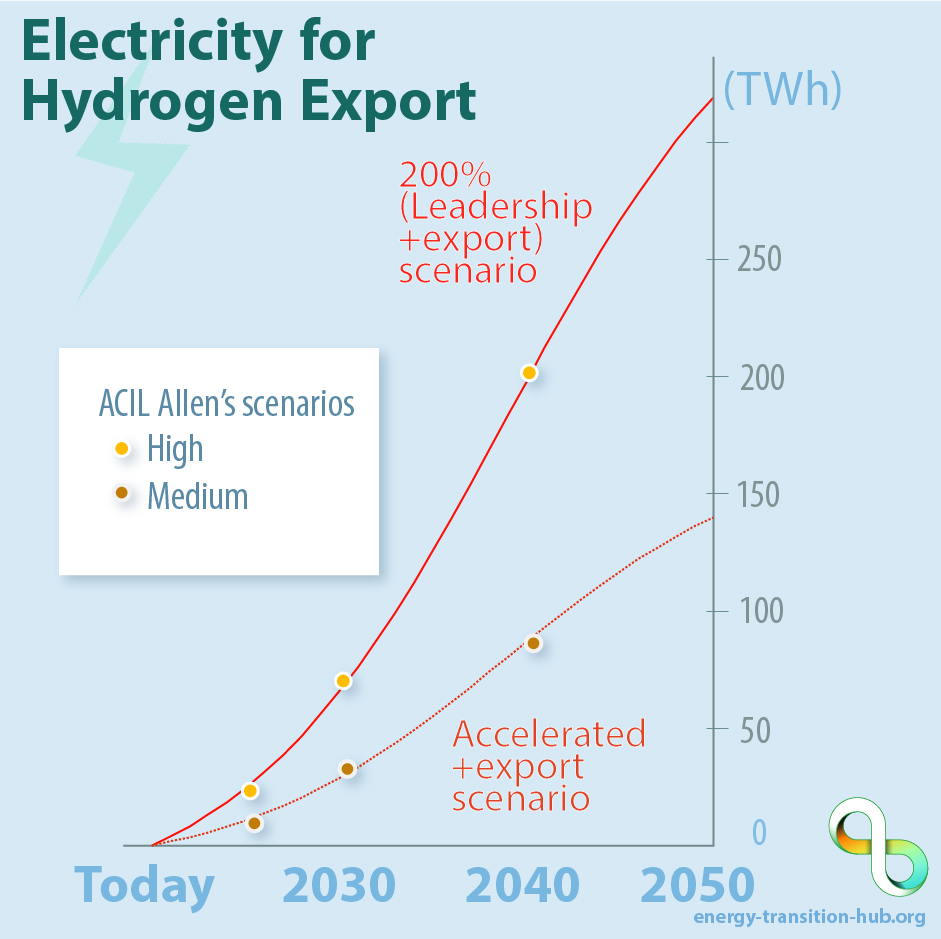 Electricity for
Hydrogen Export
(TWh)
200%
(Leadership
+export)
scenario
250
200
ACIL Allen’s scenarios
High
Medium
150
100
50
Accelerated
+export
scenario
0
Today 2030 2040 2050
energy-transition-hub.org